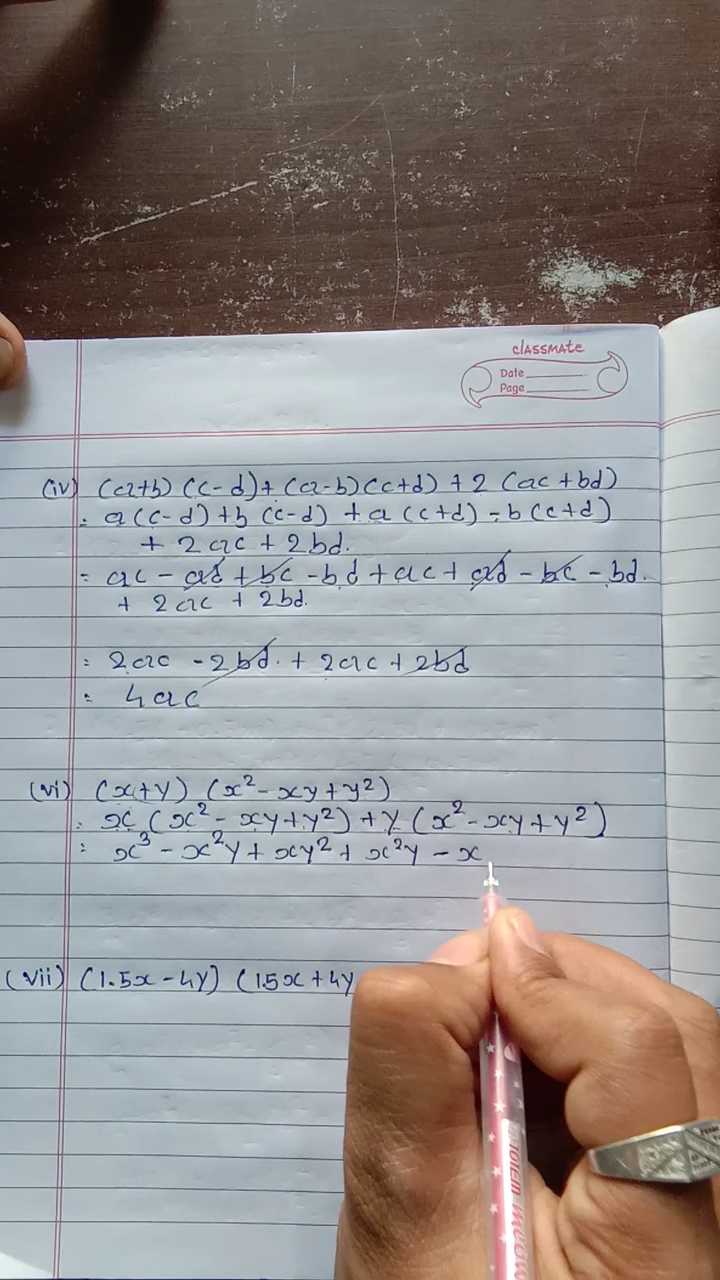 classmate
Date
Page
(iv) (a+b) (c-d) + (a-b)(c+d) + 2 (ac+bd)
: a(c-d) + b (c-d) + a (c+d) - b(c+d)
+ 2ac + 2bd.
= ac - ad + bc - bd + ac + ad - bc - bd.
+ 2ac + 2bd.
: 2ac - 2bd. + 2ac + 2bd
: 4ac
(vi) (x+y) (x² - xy + y²)
: x (x² - xy + y²) + y (x² - xy + y²)
: x³ - x²y + xy² + x²y - x
(vii) (1.5x - 4y) (1.5x + 4y